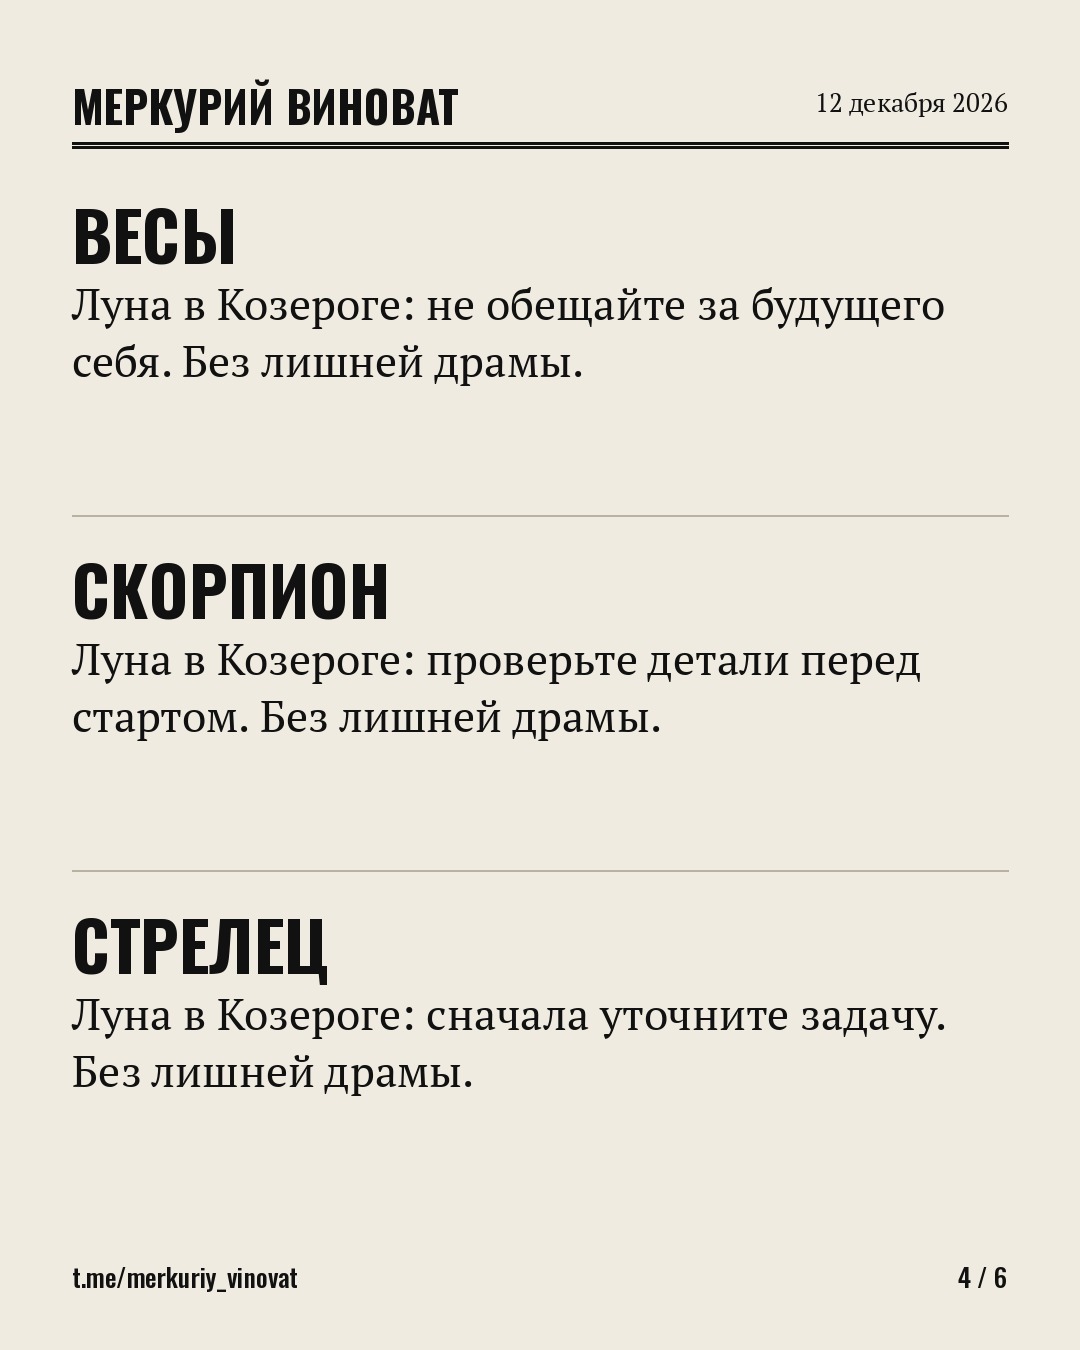 МЕРКУРИЙ ВИНОВАТ
12 декабря 2026
ВЕСЫ
Луна в Козероге: не обещайте за будущего
себя. Без лишней драмы.
СКОРПИОН
Луна в Козероге: проверьте детали перед
стартом. Без лишней драмы.
СТРЕЛЕЦ
Луна в Козероге: сначала уточните задачу.
Без лишней драмы.
t.me/merkuriy_vinovat
4 / 6